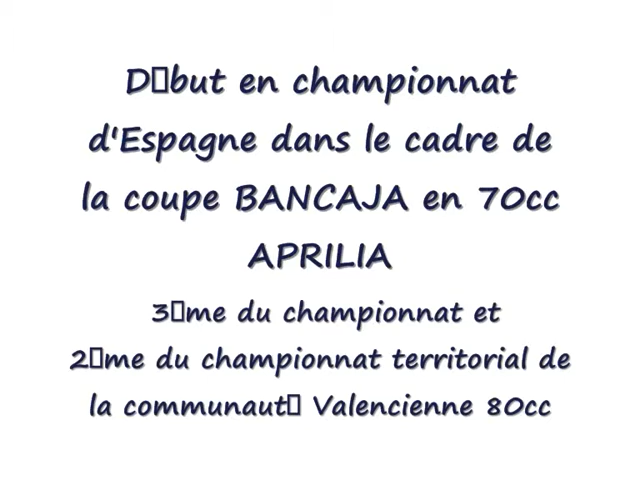 D▯but en championnat
d'Espagne dans le cadre de
la coupe BANCAJA en 70cc
APRILIA
3▯me du championnat et
2▯me du championnat territorial de
la communaut▯ Valencienne 80cc